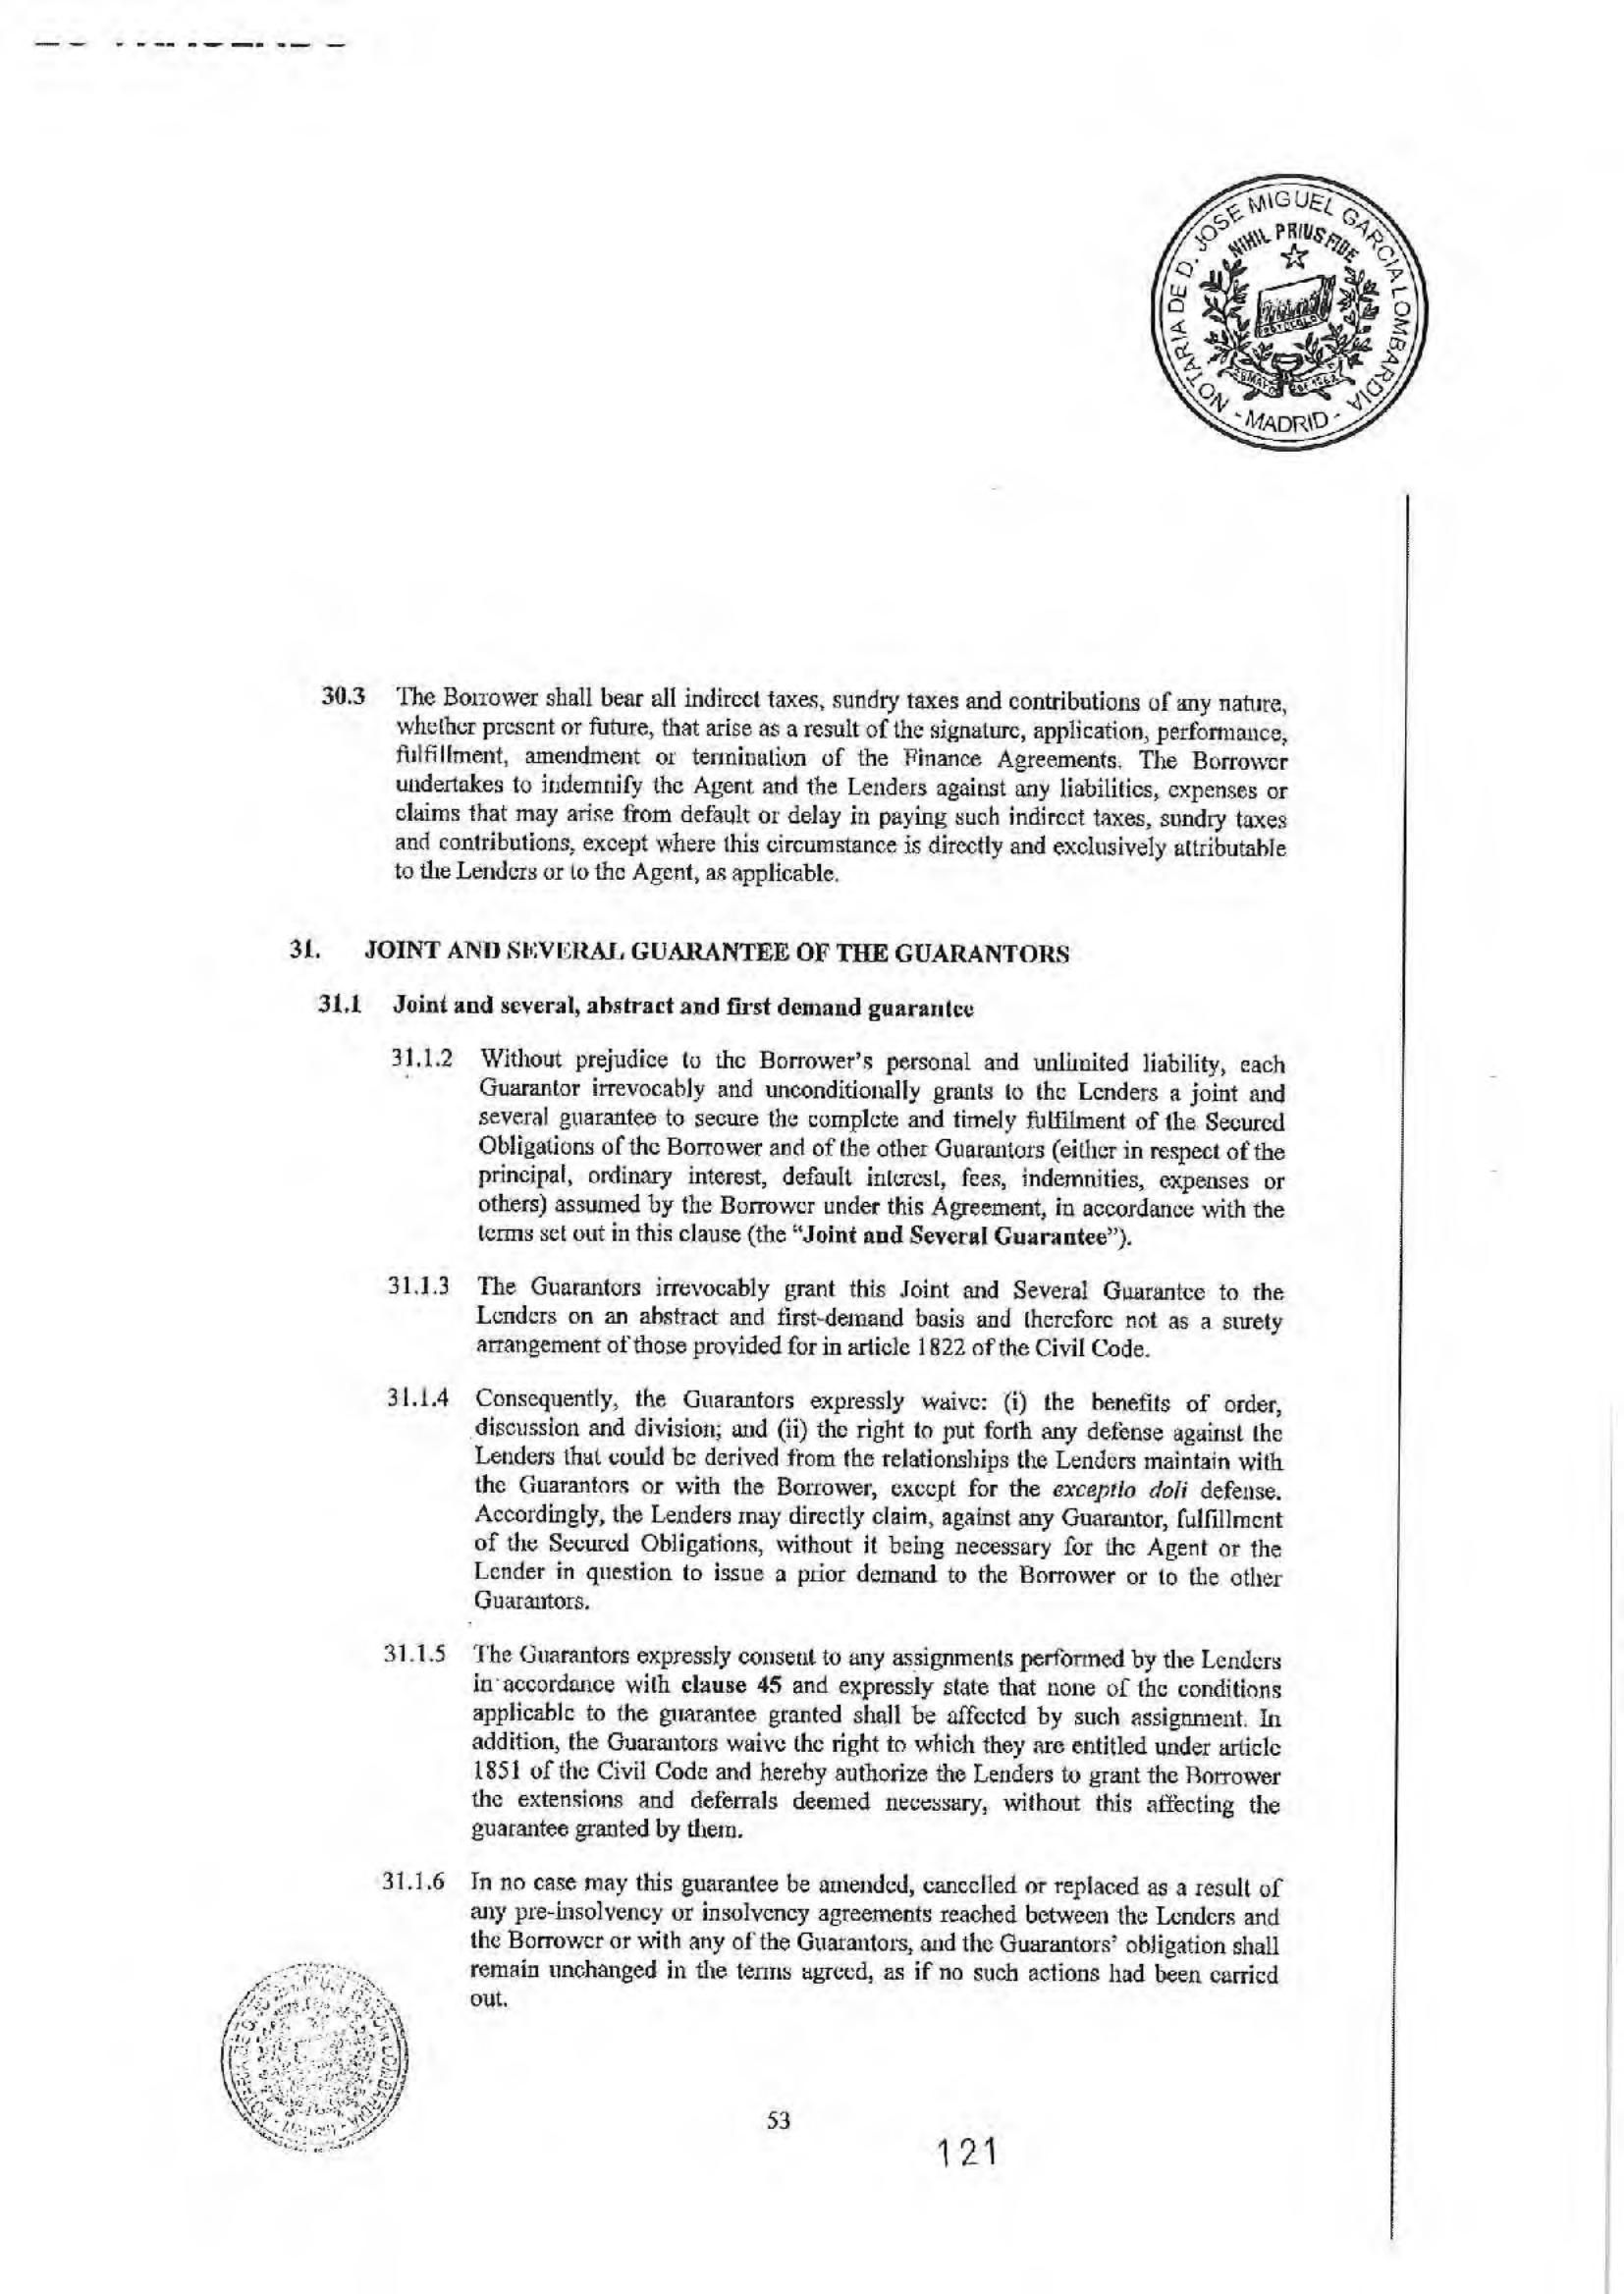 NOTARIA DE D. JOSE MIGUEL GARCIA LOMBARDIA
NIHIL PRIUS FIDE
- MADRID -
30.3 The Borrower shall bear all indirect taxes, sundry taxes and contributions of any nature,
whether present or future, that arise as a result of the signature, application, performance,
fulfillment, amendment or termination of the Finance Agreements. The Borrower
undertakes to indemnify the Agent and the Lenders against any liabilities, expenses or
claims that may arise from default or delay in paying such indirect taxes, sundry taxes
and contributions, except where this circumstance is directly and exclusively attributable
to the Lenders or to the Agent, as applicable.
31. JOINT AND SEVERAL GUARANTEE OF THE GUARANTORS
31.1 Joint and several, abstract and first demand guarantee
31.1.2 Without prejudice to the Borrower's personal and unlimited liability, each
Guarantor irrevocably and unconditionally grants to the Lenders a joint and
several guarantee to secure the complete and timely fulfilment of the Secured
Obligations of the Borrower and of the other Guarantors (either in respect of the
principal, ordinary interest, default interest, fees, indemnities, expenses or
others) assumed by the Borrower under this Agreement, in accordance with the
terms set out in this clause (the “Joint and Several Guarantee”).
31.1.3 The Guarantors irrevocably grant this Joint and Several Guarantee to the
Lenders on an abstract and first-demand basis and therefore not as a surety
arrangement of those provided for in article 1822 of the Civil Code.
31.1.4 Consequently, the Guarantors expressly waive: (i) the benefits of order,
discussion and division; and (ii) the right to put forth any defense against the
Lenders that could be derived from the relationships the Lenders maintain with
the Guarantors or with the Borrower, except for the exceptio doli defense.
Accordingly, the Lenders may directly claim, against any Guarantor, fulfillment
of the Secured Obligations, without it being necessary for the Agent or the
Lender in question to issue a prior demand to the Borrower or to the other
Guarantors.
31.1.5 The Guarantors expressly consent to any assignments performed by the Lenders
in accordance with clause 45 and expressly state that none of the conditions
applicable to the guarantee granted shall be affected by such assignment. In
addition, the Guarantors waive the right to which they are entitled under article
1851 of the Civil Code and hereby authorize the Lenders to grant the Borrower
the extensions and deferrals deemed necessary, without this affecting the
guarantee granted by them.
31.1.6 In no case may this guarantee be amended, cancelled or replaced as a result of
any pre-insolvency or insolvency agreements reached between the Lenders and
the Borrower or with any of the Guarantors, and the Guarantors' obligation shall
remain unchanged in the terms agreed, as if no such actions had been carried
out.
53
121